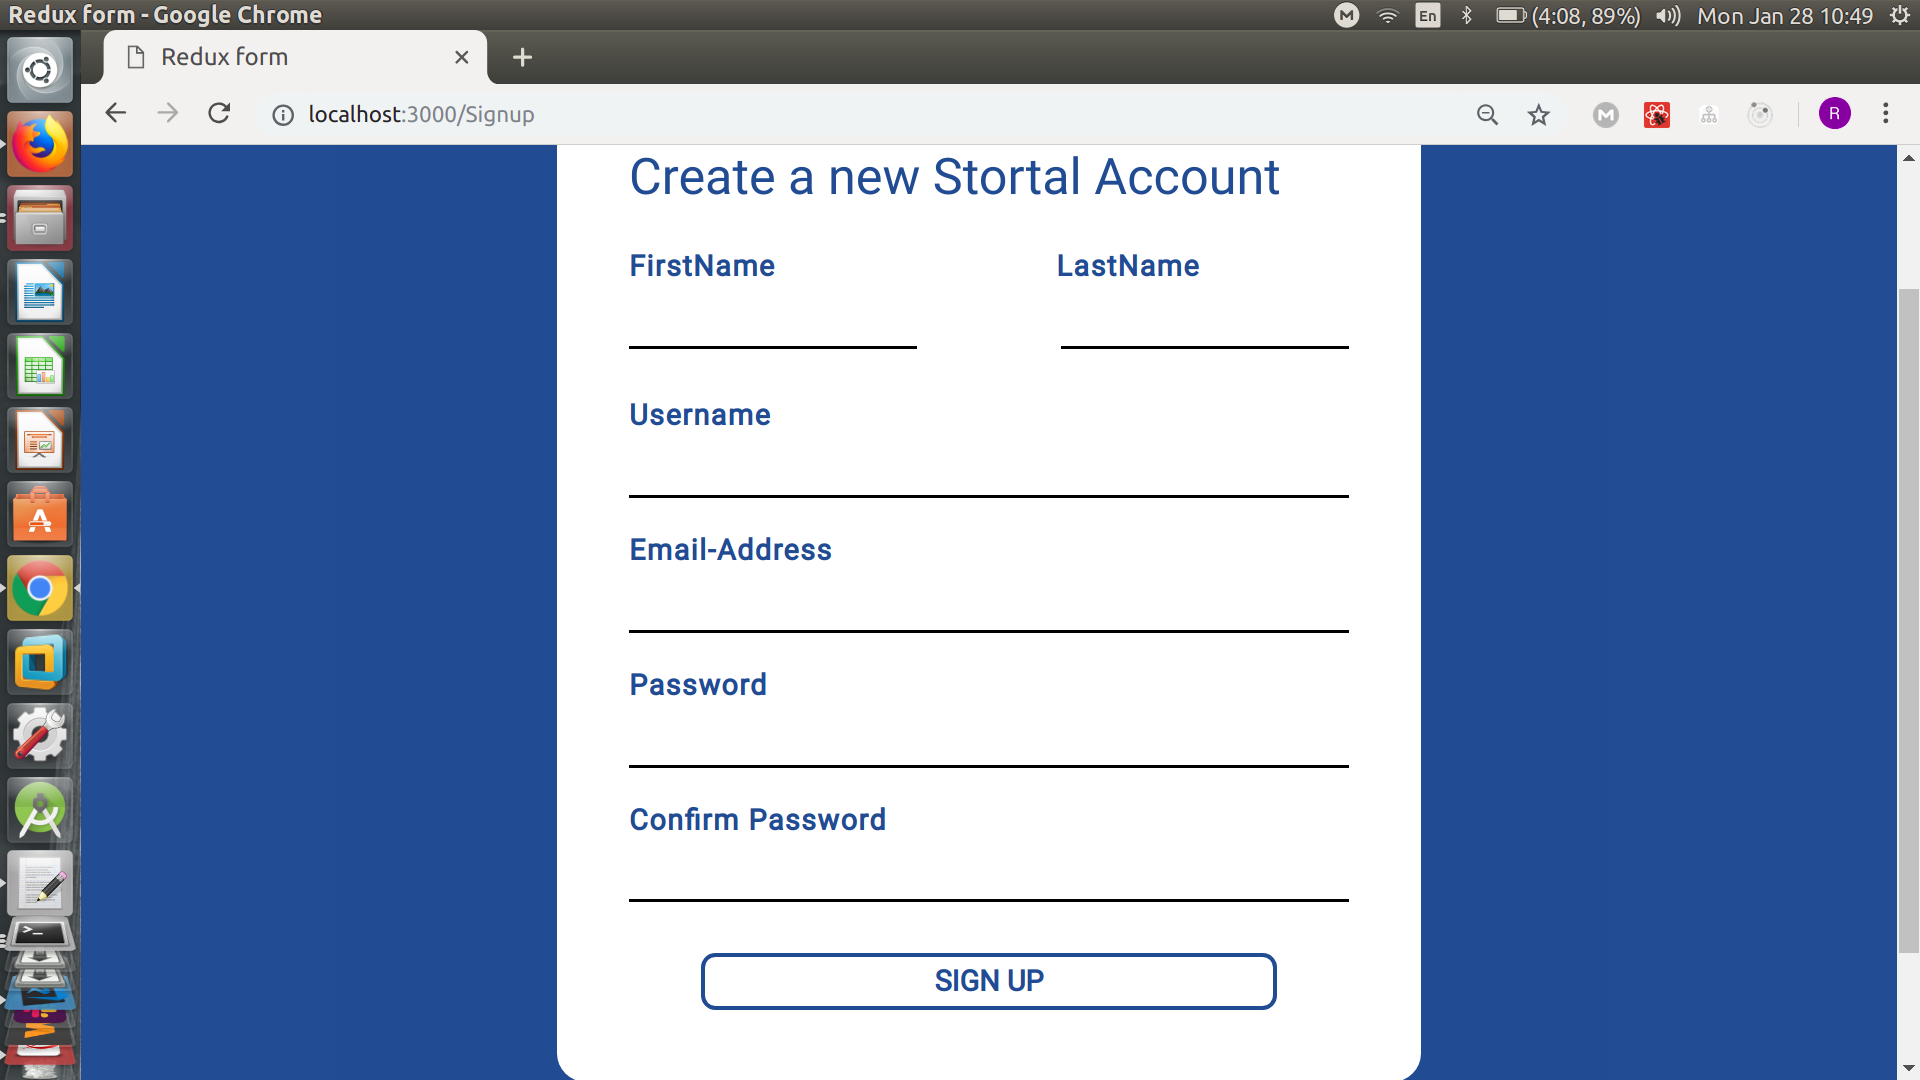 Redux form - Google Chrome
M En (4:08, 89%) Mon Jan 28 10:49
Redux form
localhost:3000/Signup
M R
Create a new Stortal Account
FirstName LastName
Username
Email-Address
Password
Confirm Password
SIGN UP